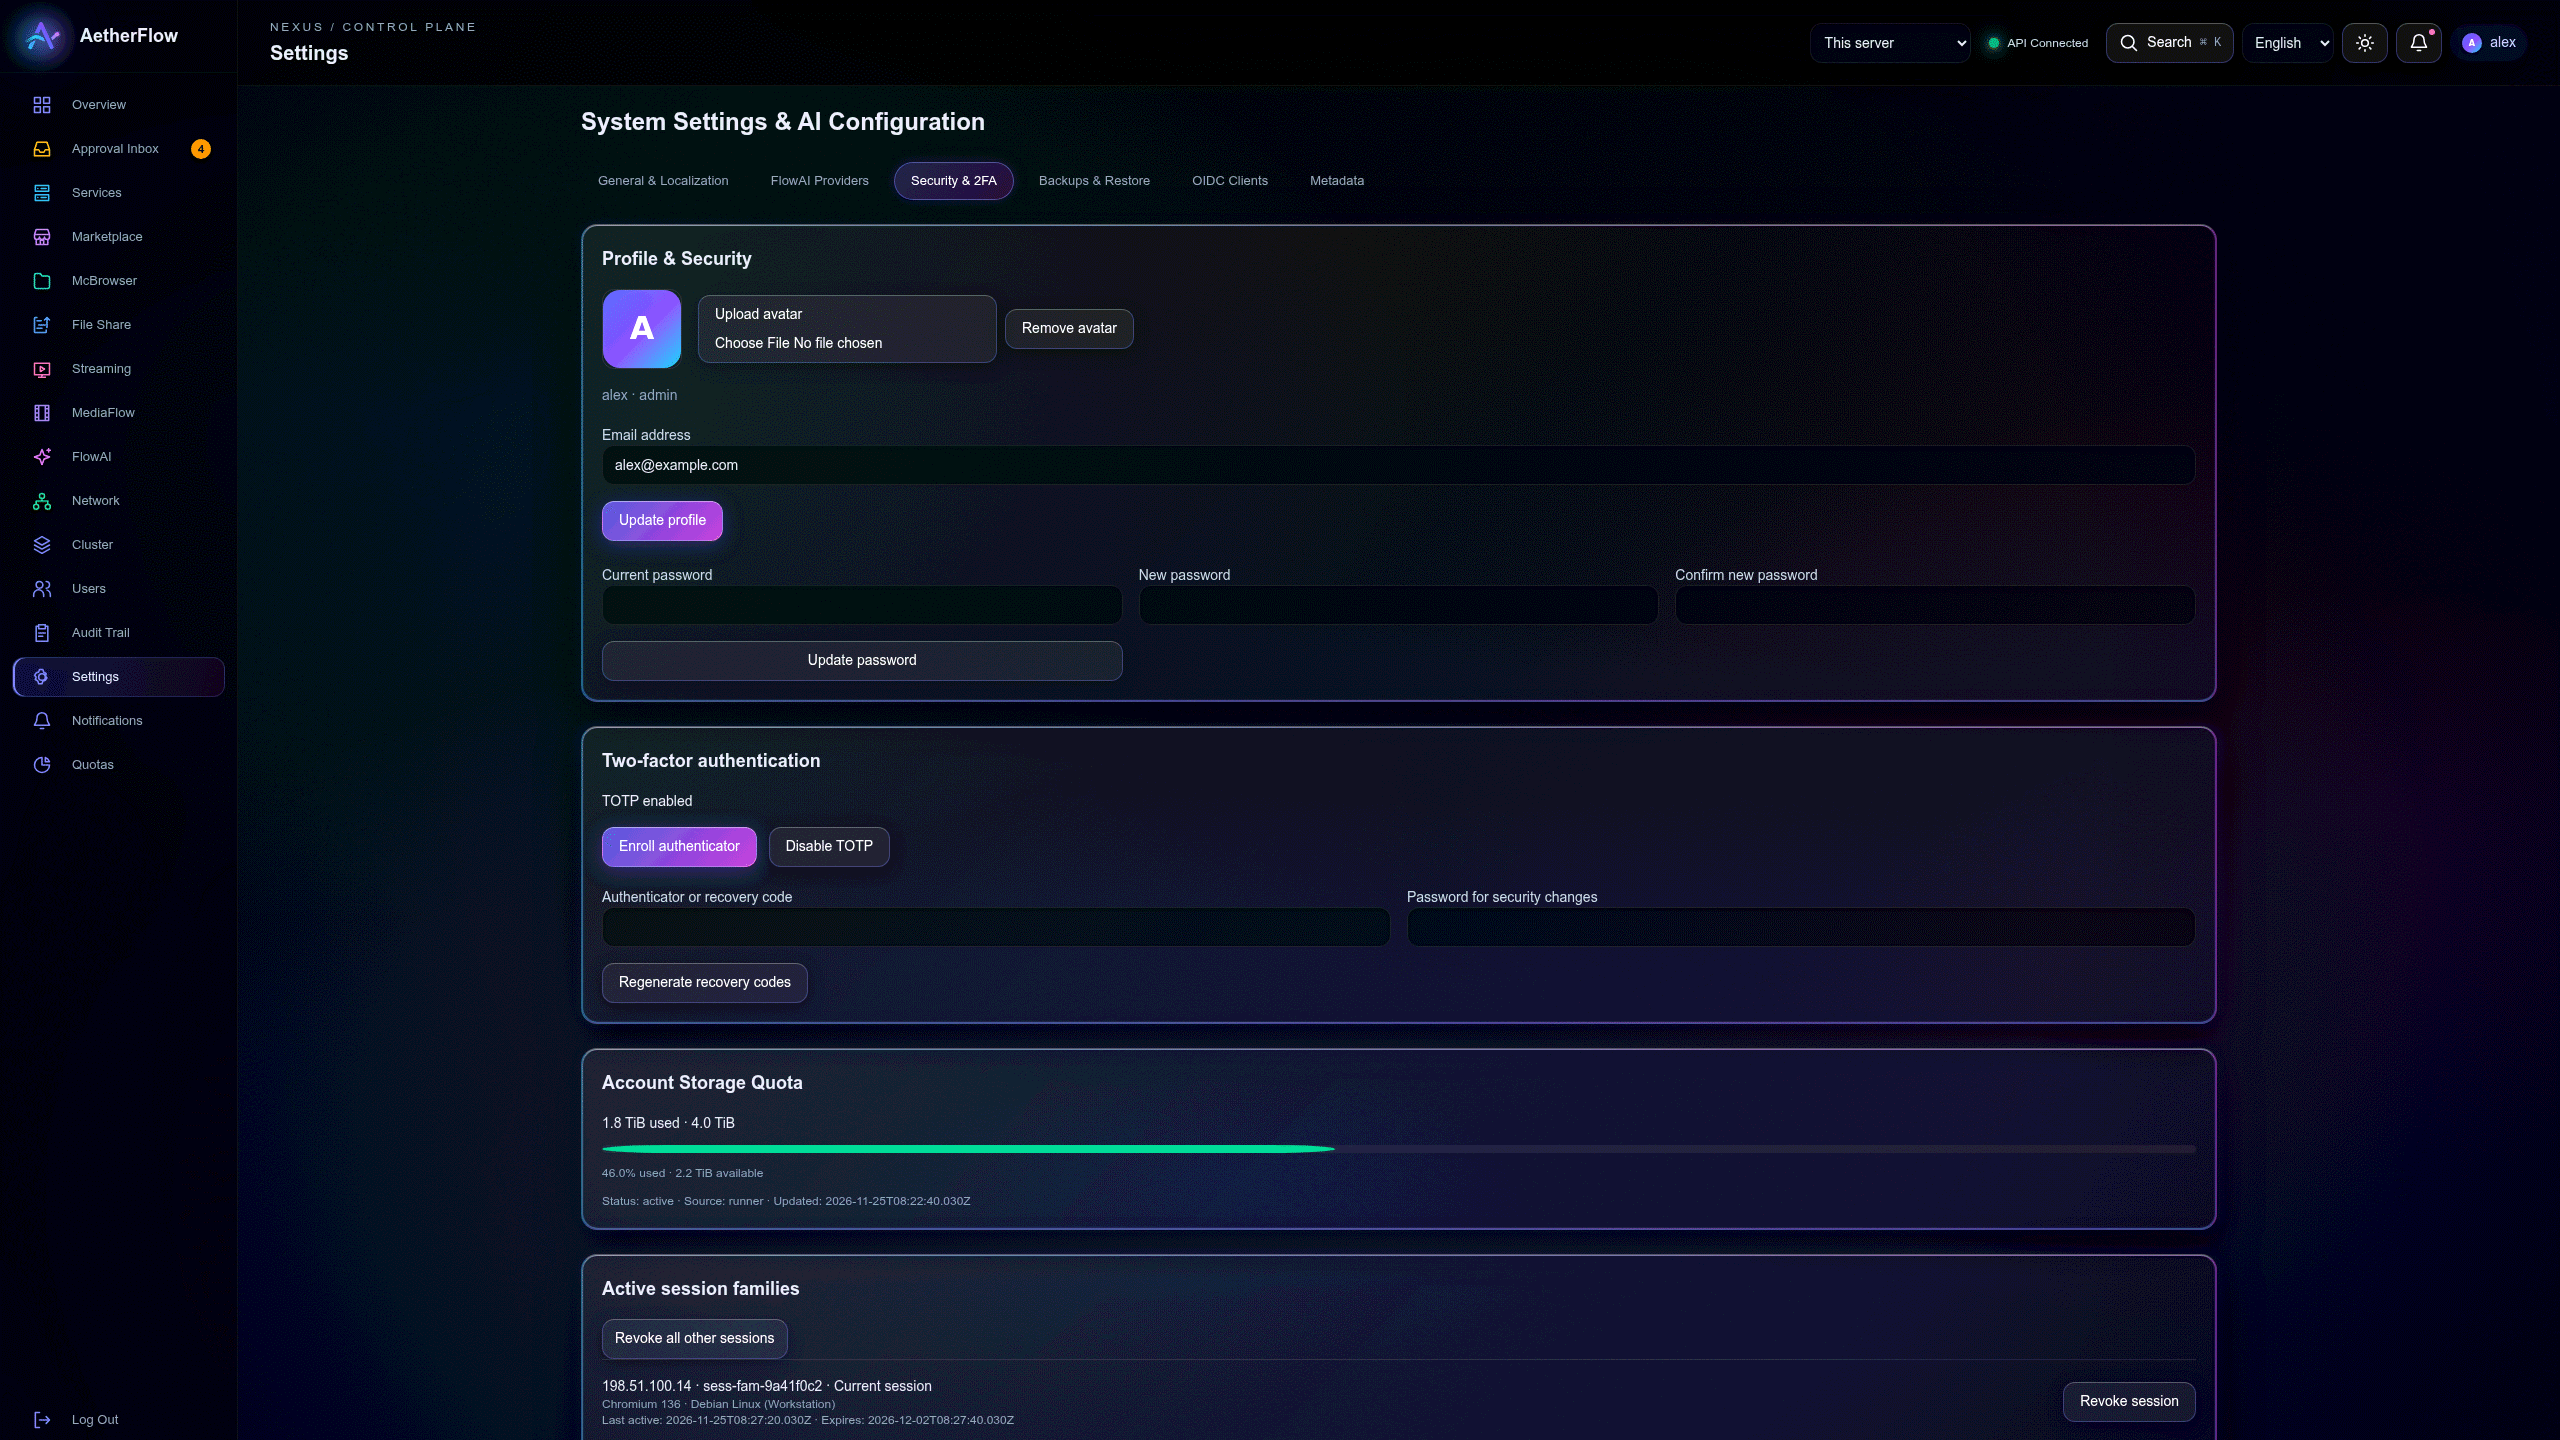 AetherFlow
NEXUS / CONTROL PLANE
Settings
This server
API Connected
Search ⌘ K
English
A
alex
Overview
Approval Inbox
4
Services
Marketplace
McBrowser
File Share
Streaming
MediaFlow
FlowAI
Network
Cluster
Users
Audit Trail
Settings
Notifications
Quotas
Log Out
System Settings & AI Configuration
General & Localization
FlowAI Providers
Security & 2FA
Backups & Restore
OIDC Clients
Metadata
Profile & Security
A
Upload avatar
Choose File No file chosen
Remove avatar
alex · admin
Email address
alex@example.com
Update profile
Current password
New password
Confirm new password
Update password
Two-factor authentication
TOTP enabled
Enroll authenticator
Disable TOTP
Authenticator or recovery code
Password for security changes
Regenerate recovery codes
Account Storage Quota
1.8 TiB used · 4.0 TiB
46.0% used · 2.2 TiB available
Status: active · Source: runner · Updated: 2026-11-25T08:22:40.030Z
Active session families
Revoke all other sessions
198.51.100.14 · sess-fam-9a41f0c2 · Current session
Chromium 136 · Debian Linux (Workstation)
Last active: 2026-11-25T08:27:20.030Z · Expires: 2026-12-02T08:27:40.030Z
Revoke session